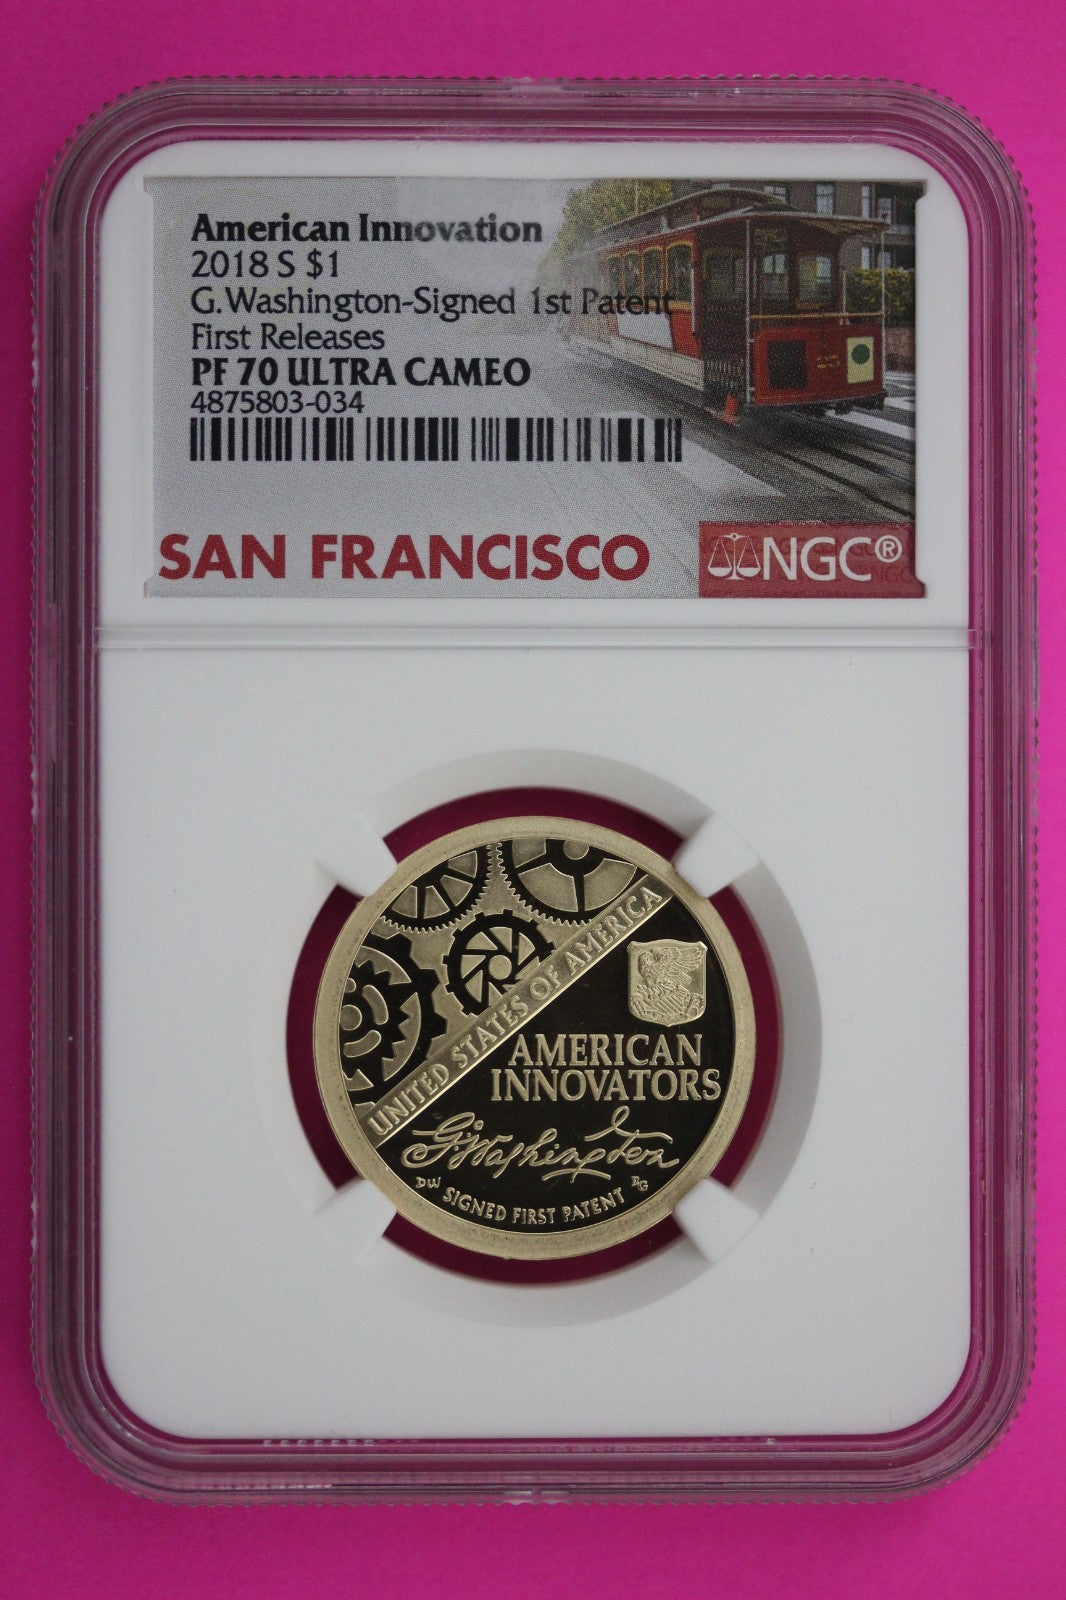 American Innovation
2018 S $1
G. Washington-Signed 1st Patent
First Releases
PF 70 ULTRA CAMEO
4875803-034
SAN FRANCISCO
NGC®
UNITED STATES OF AMERICA
AMERICAN
INNOVATORS
G. Washington
DW SIGNED FIRST PATENT RG